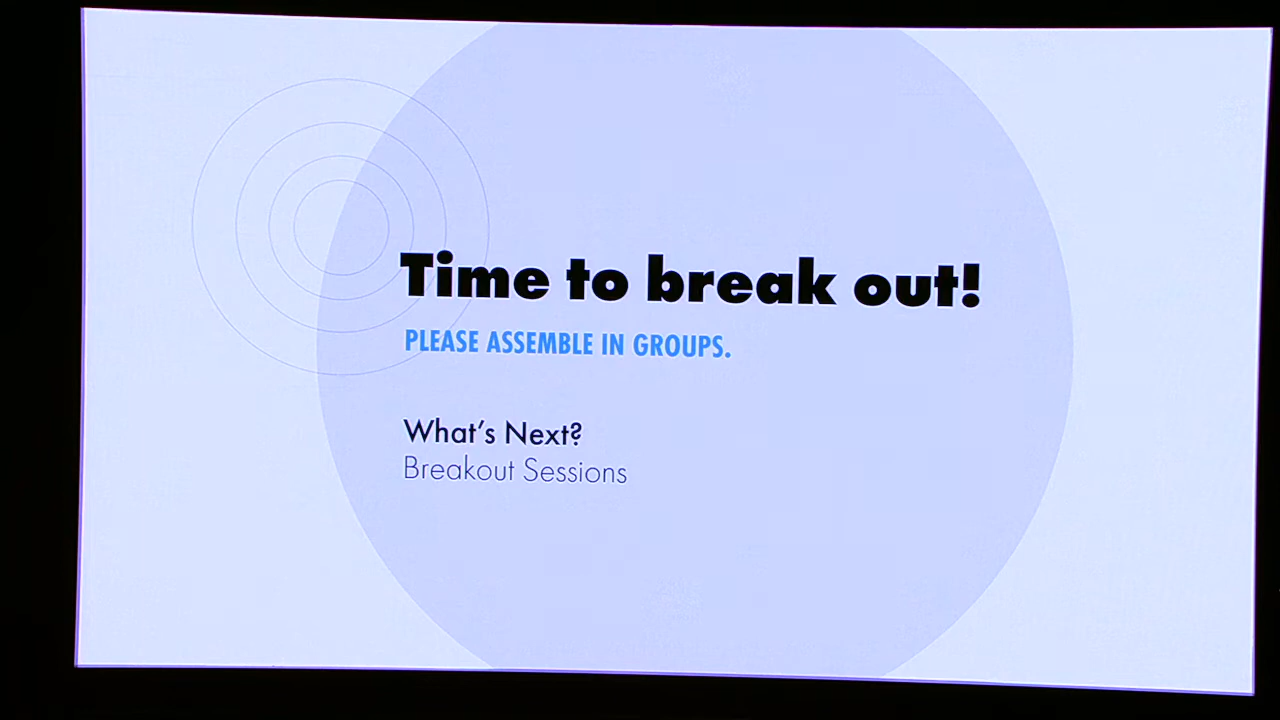 Time to break out!
PLEASE ASSEMBLE IN GROUPS.
What's Next?
Breakout Sessions